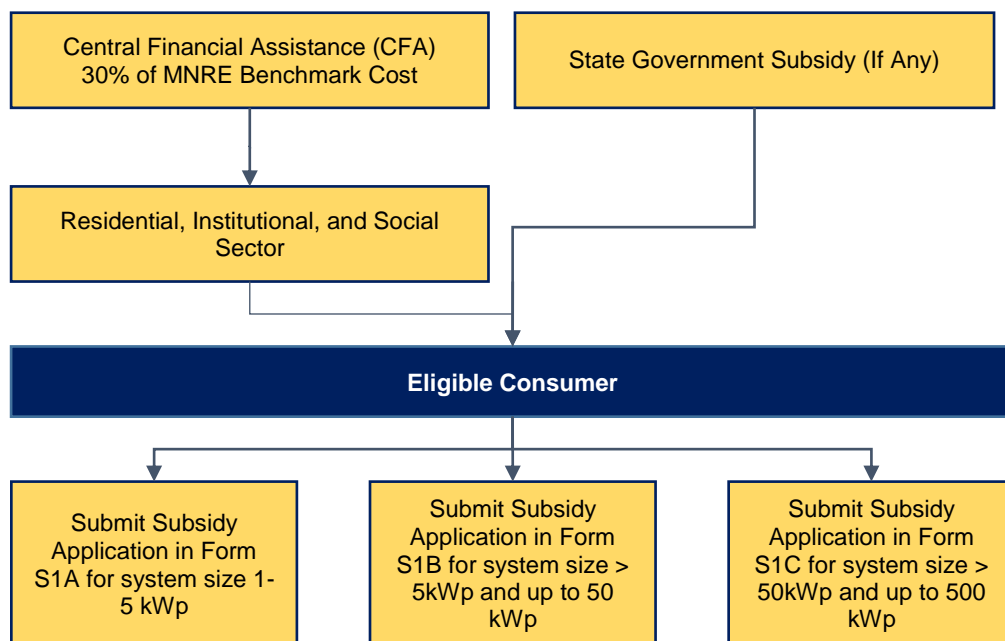 Central Financial Assistance (CFA)
30% of MNRE Benchmark Cost
State Government Subsidy (If Any)
Residential, Institutional, and Social
Sector
Eligible Consumer
Submit Subsidy
Application in Form
S1A for system size 1-
5 kWp
Submit Subsidy
Application in Form
S1B for system size >
5kWp and up to 50
kWp
Submit Subsidy
Application in Form
S1C for system size >
50kWp and up to 500
kWp